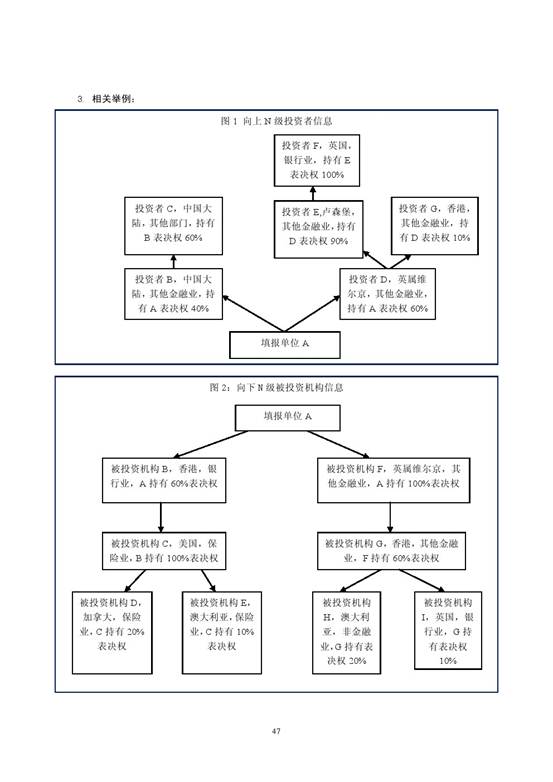 3. 相关举例：
图 1 向上 N 级投资者信息
投资者 F，英国，
银行业，持有 E
表决权 100%
投资者 C，中国大
陆，其他部门，持有
B 表决权 60%
投资者 E,卢森堡，
其他金融业，持有
D 表决权 90%
投资者 G，香港，
其他金融业，持
有 D 表决权 10%
投资者 B，中国大
陆，其他金融业，持
有 A 表决权 40%
投资者 D，英属维
尔京，其他金融业，
持有 A 表决权 60%
填报单位 A
图 2：向下 N 级被投资机构信息
填报单位 A
被投资机构 B，香港，银
行业，A 持有 60%表决权
被投资机构 F，英属维尔京，其
他金融业，A 持有 100%表决权
被投资机构 C，美国，保
险业，B 持有 100%表决权
被投资机构 G，香港，其他金融
业，F 持有 60%表决权
被投资机构 D，
加拿大，保险
业，C 持有 20%
表决权
被投资机构 E，
澳大利亚，保险
业，C 持有 10%
表决权
被投资机构
H，澳大利
亚，非金融
业，G 持有表
决权 20%
被投资机构
I，英国，银
行业，G 持
有表决权
10%
47